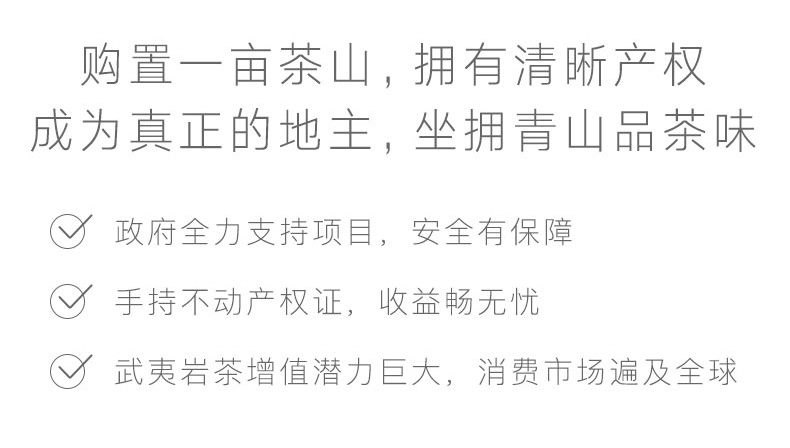 购置一亩茶山, 拥有清晰产权
成为真正的地主, 坐拥青山品茶味
政府全力支持项目，安全有保障
手持不动产权证，收益畅无忧
武夷岩茶增值潜力巨大，消费市场遍及全球